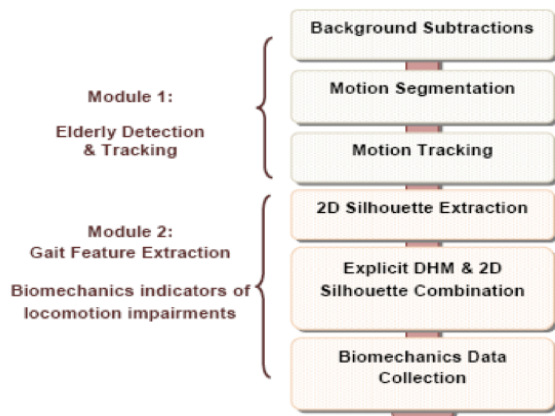 Background Subtractions
Motion Segmentation
Motion Tracking
Module 1:
Elderly Detection
& Tracking
2D Silhouette Extraction
Explicit DHM & 2D
Silhouette Combination
Biomechanics Data
Collection
Module 2:
Gait Feature Extraction
Biomechanics indicators of
locomotion impairments